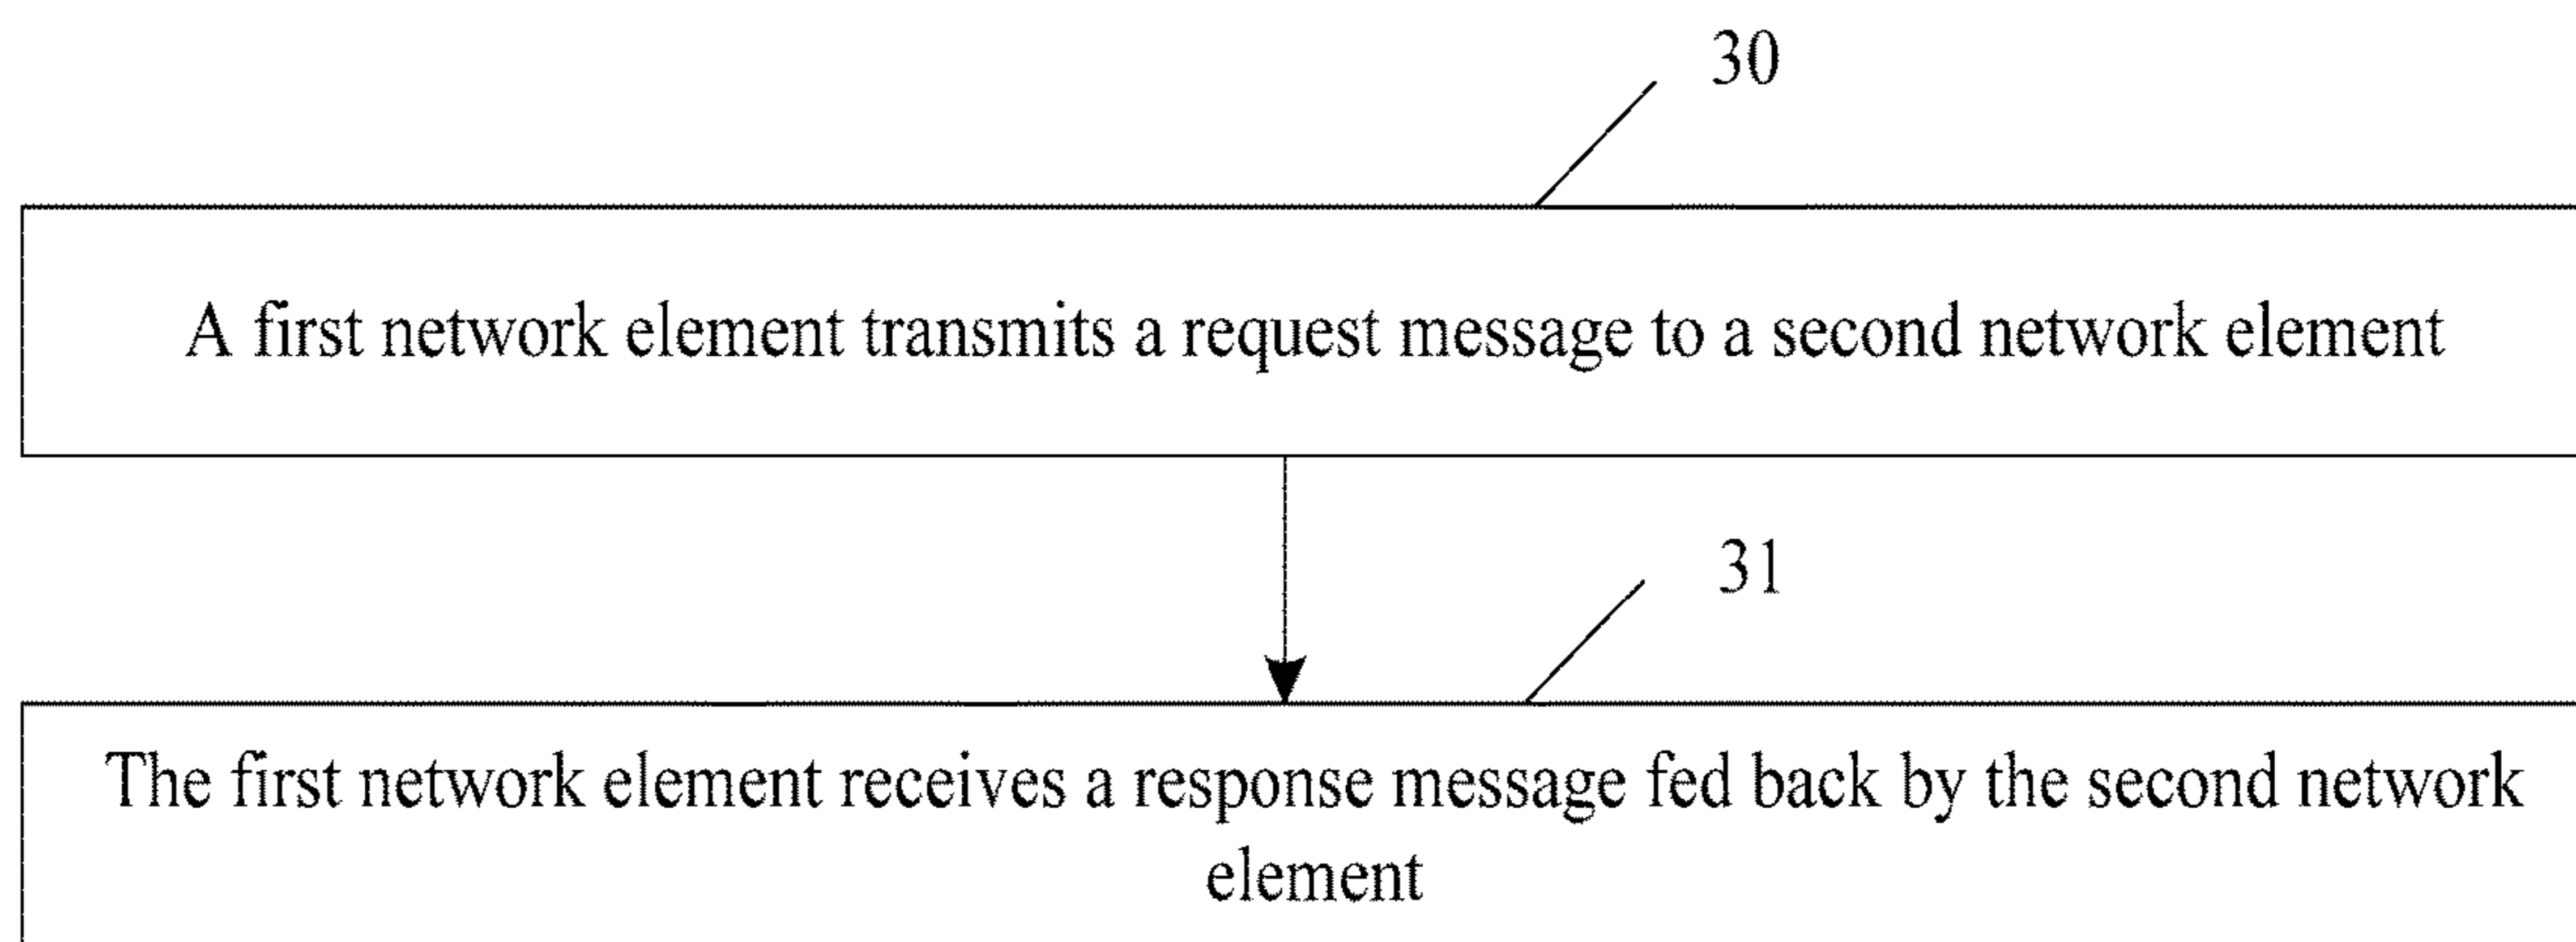 30
A first network element transmits a request message to a second network element
31
The first network element receives a response message fed back by the second network
element